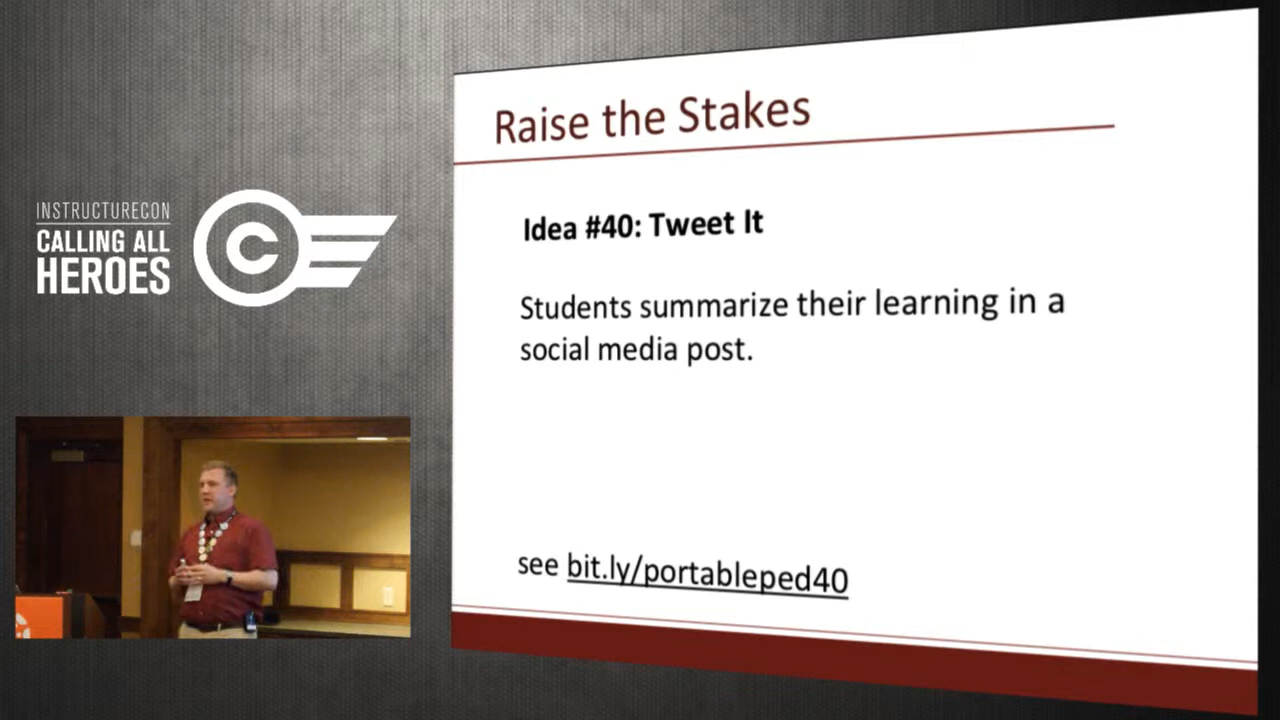 INSTRUCTURECON
CALLING ALL
HEROES
C
Raise the Stakes
Idea #40: Tweet It
Students summarize their learning in a
social media post.
see bit.ly/portableped40